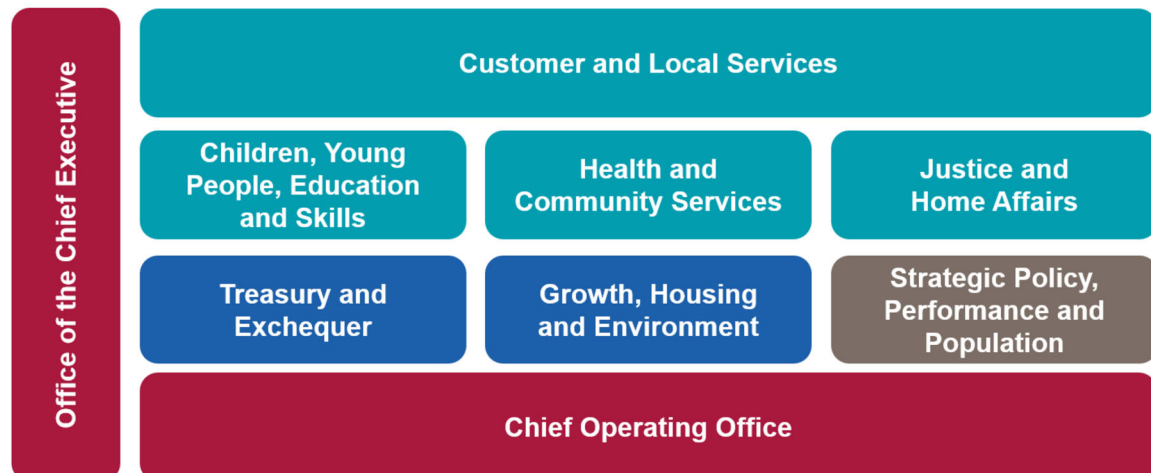 Office of the Chief Executive
Customer and Local Services
Children, Young
People, Education
and Skills
Health and
Community Services
Justice and
Home Affairs
Treasury and
Exchequer
Growth, Housing
and Environment
Strategic Policy,
Performance and
Population
Chief Operating Office